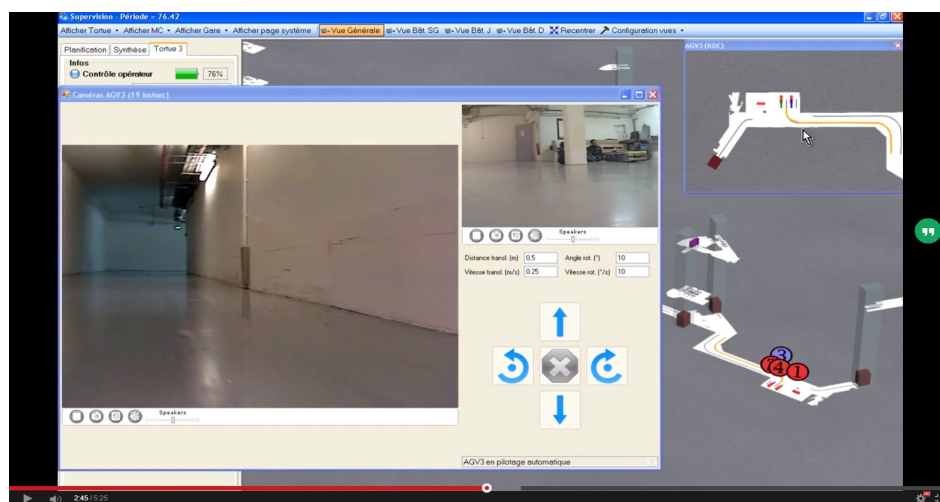 Supervision - Période = 76.42
Afficher Tortue Afficher MC Afficher Gare Afficher page système Vue Générale Vue Bât. SG Vue Bât. J Vue Bât. D Recentrer Configuration vues
Planification Synthèse Tortue 3
AGV3 (RDC)
Infos
Contrôle opérateur 76%
Caméras AGV3 (19 im/sec)
Speakers
Distance transl. (m) 0.5 Angle rot. (°) 10
Vitesse transl. (m/s) 0.25 Vitesse rot. (°/s) 10
3
4 1
Speakers
AGV3 en pilotage automatique
2:45 / 5:25